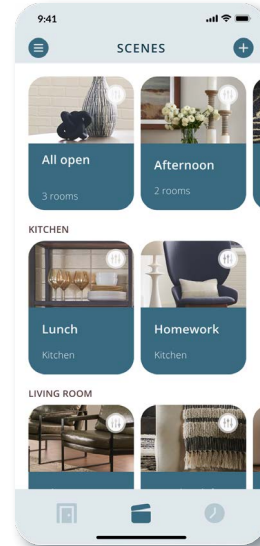 9:41
SCENES
All open
3 rooms
Afternoon
2 rooms
KITCHEN
Lunch
Kitchen
Homework
Kitchen
LIVING ROOM